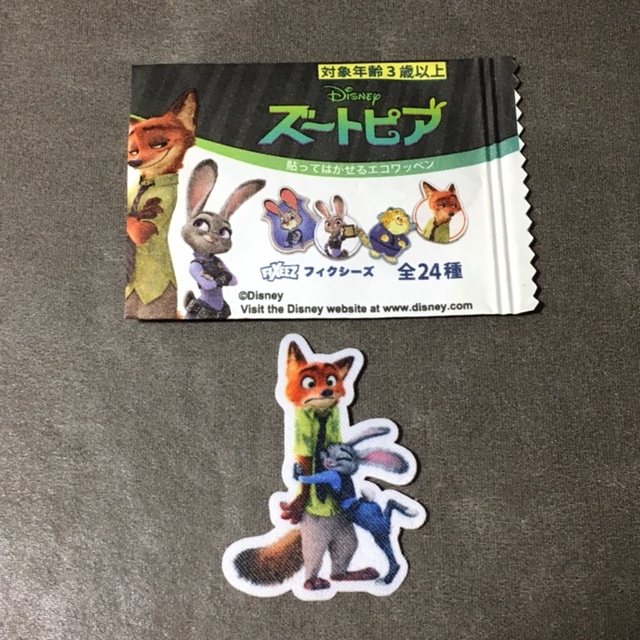 対象年齢3歳以上
Disney
ズートピア
貼ってはがせるエコワッペン
FIXEEZ フィクシーズ 全24種
©Disney
Visit the Disney website at www.disney.com